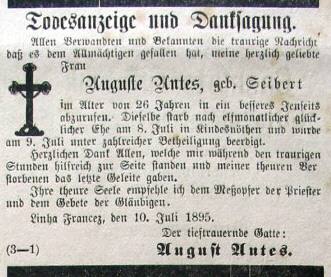 Todesanzeige und Danksagung.
Allen Verwandten und Bekannten die traurige Nachricht
daß es dem Allmächtigen gefallen hat, meine herzlich geliebte
Frau
Auguste Antes, geb. Seibert
im Alter von 26 Jahren in ein besseres Jenseits
abzurufen. Dieselbe starb nach elfmonatlicher glück-
licher Ehe am 8. Juli in Kindesnöthen und wurde
am 9. Juli unter zahlreicher Betheiligung beerdigt.
Herzlichen Dank Allen, welche mir während den traurigen
Stunden hilfreich zur Seite standen und meiner theuren Ver
storbenen das letzte Geleite gaben.
Ihre theure Seele empfehle ich dem Meßopfer der Priester
und dem Gebete der Gläubigen.
Linha Francez, den 10. Juli 1895.
Der tieftrauernde Gatte:
(3—1) August Antes.